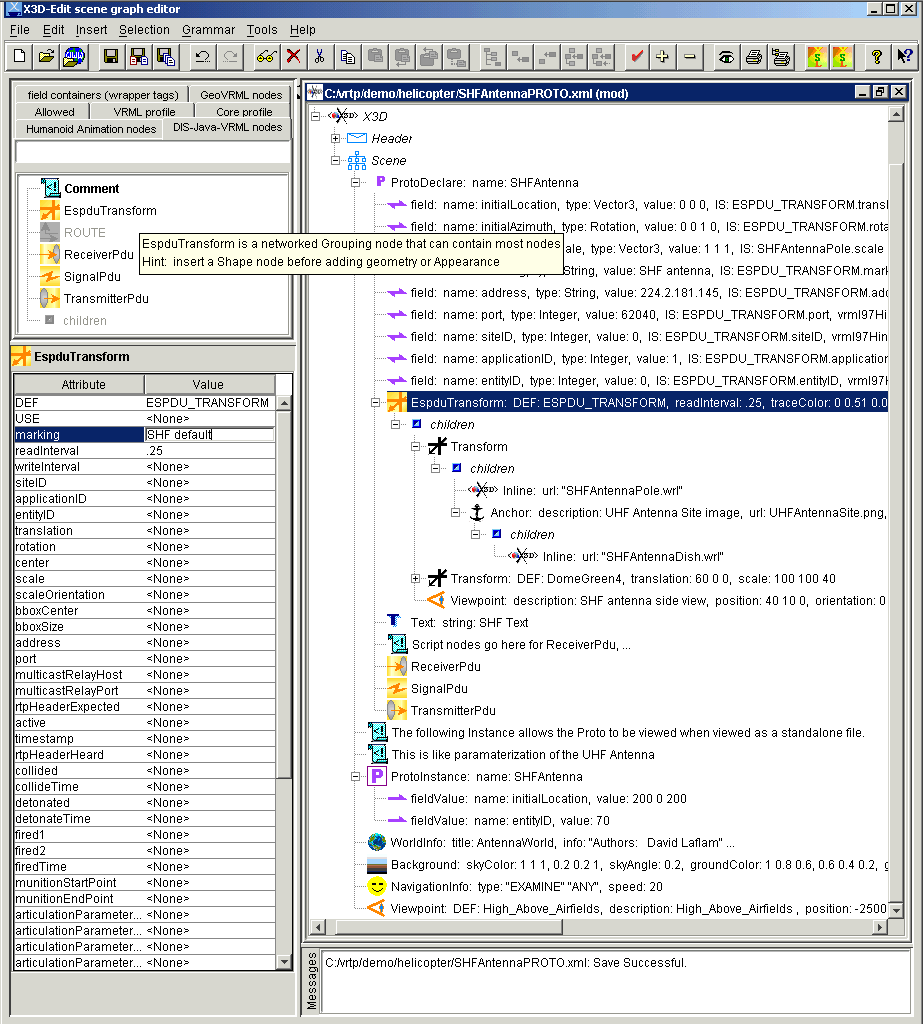 X3D-Edit scene graph editor
File Edit Insert Selection Grammar Tools Help
field containers (wrapper tags) GeoVRML nodes
Allowed VRML profile Core profile
Humanoid Animation nodes DIS-Java-VRML nodes
Comment
EspduTransform
ROUTE
ReceiverPdu
SignalPdu
TransmitterPdu
children
EspduTransform is a networked Grouping node that can contain most nodes
Hint: insert a Shape node before adding geometry or Appearance
EspduTransform
Attribute Value
DEF ESPDU_TRANSFORM
USE <None>
marking SHF default
readInterval .25
writeInterval <None>
siteID <None>
applicationID <None>
entityID <None>
translation <None>
rotation <None>
center <None>
scale <None>
scaleOrientation <None>
bboxCenter <None>
bboxSize <None>
address <None>
port <None>
multicastRelayHost <None>
multicastRelayPort <None>
rtpHeaderExpected <None>
active <None>
timestamp <None>
rtpHeaderHeard <None>
collided <None>
collideTime <None>
detonated <None>
detonateTime <None>
fired1 <None>
fired2 <None>
firedTime <None>
munitionStartPoint <None>
munitionEndPoint <None>
articulationParameter... <None>
articulationParameter... <None>
articulationParameter... <None>
articulationParameter... <None>
C:/vrtp/demo/helicopter/SHFAntennaPROTO.xml (mod)
X3D
Header
Scene
ProtoDeclare: name: SHFAntenna
field: name: initialLocation, type: Vector3, value: 0 0 0, IS: ESPDU_TRANSFORM.transl
field: name: initialAzimuth, type: Rotation, value: 0 0 1 0, IS: ESPDU_TRANSFORM.rota
ale, type: Vector3, value: 1 1 1, IS: SHFAntennaPole.scale
type: String, value: SHF antenna, IS: ESPDU_TRANSFORM.mar
field: name: address, type: String, value: 224.2.181.145, IS: ESPDU_TRANSFORM.add
field: name: port, type: Integer, value: 62040, IS: ESPDU_TRANSFORM.port, vrml97Hin
field: name: siteID, type: Integer, value: 0, IS: ESPDU_TRANSFORM.siteID, vrml97Hin
field: name: applicationID, type: Integer, value: 1, IS: ESPDU_TRANSFORM.application
field: name: entityID, type: Integer, value: 0, IS: ESPDU_TRANSFORM.entityID, vrml97H
EspduTransform: DEF: ESPDU_TRANSFORM, readInterval: .25, traceColor: 0 0.51 0.0
children
Transform
children
Inline: url: "SHFAntennaPole.wrl"
Anchor: description: UHF Antenna Site image, url: UHFAntennaSite.png,
children
Inline: url: "SHFAntennaDish.wrl"
Transform: DEF: DomeGreen4, translation: 60 0 0, scale: 100 100 40
Viewpoint: description: SHF antenna side view, position: 40 10 0, orientation: 0
Text: string: SHF Text
Script nodes go here for ReceiverPdu, ...
ReceiverPdu
SignalPdu
TransmitterPdu
The following Instance allows the Proto to be viewed when viewed as a standalone file.
This is like paramaterization of the UHF Antenna
ProtoInstance: name: SHFAntenna
fieldValue: name: initialLocation, value: 200 0 200
fieldValue: name: entityID, value: 70
WorldInfo: title: AntennaWorld, info: "Authors: David Laflam" ...
Background: skyColor: 1 1 1, 0.2 0.2 1, skyAngle: 0.2, groundColor: 1 0.8 0.6, 0.6 0.4 0.2, g
NavigationInfo: type: "EXAMINE" "ANY", speed: 20
Viewpoint: DEF: High_Above_Airfields, description: High_Above_Airfields , position: -2500
Messages
C:/vrtp/demo/helicopter/SHFAntennaPROTO.xml: Save Successful.